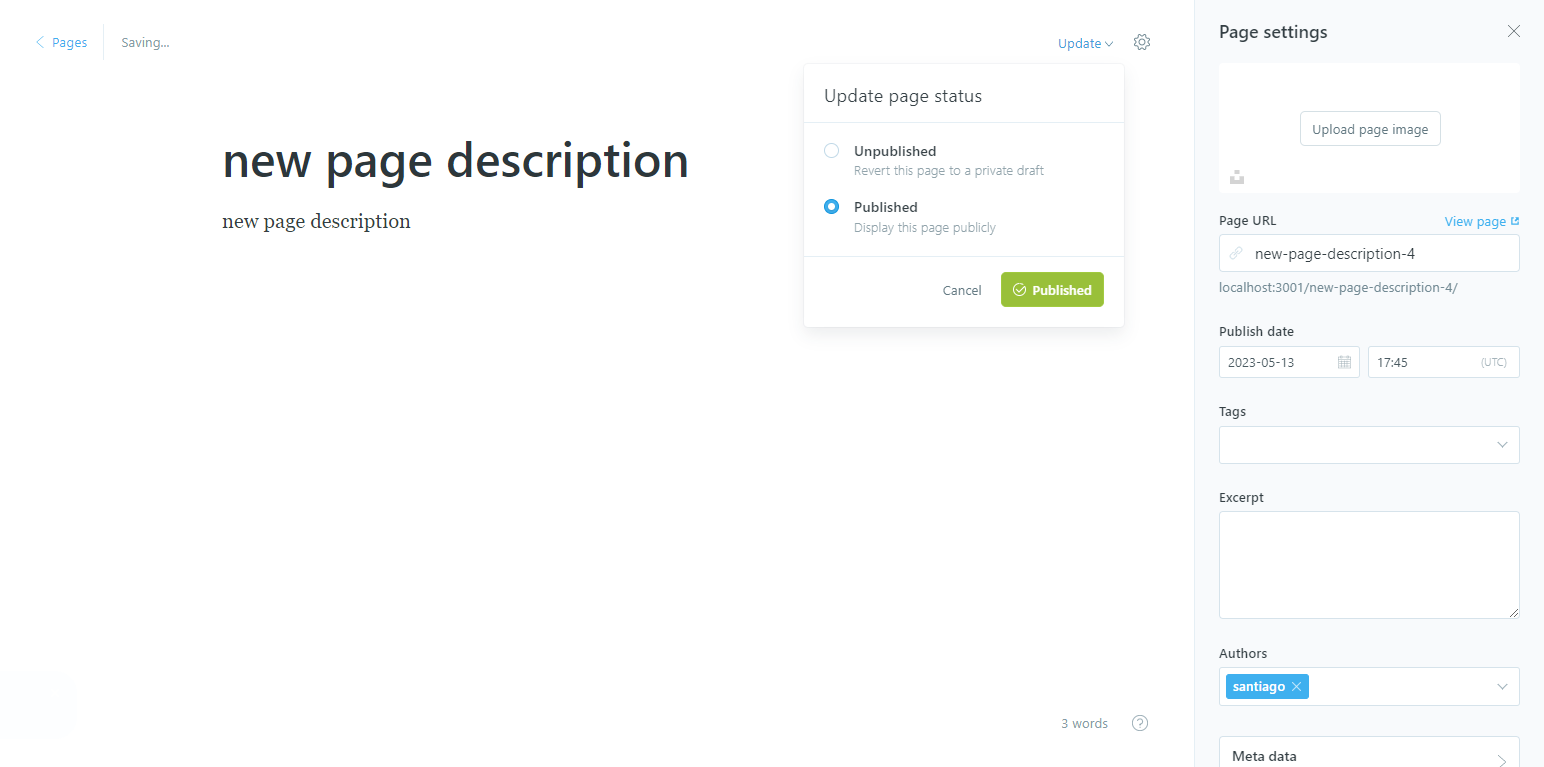 Pages
Saving...
Update
new page description
new page description
3 words
Update page status
Unpublished
Revert this page to a private draft
Published
Display this page publicly
Cancel
Published
Page settings
Upload page image
Page URL
View page
new-page-description-4
localhost:3001/new-page-description-4/
Publish date
2023-05-13
17:45
(UTC)
Tags
Excerpt
Authors
santiago
Meta data